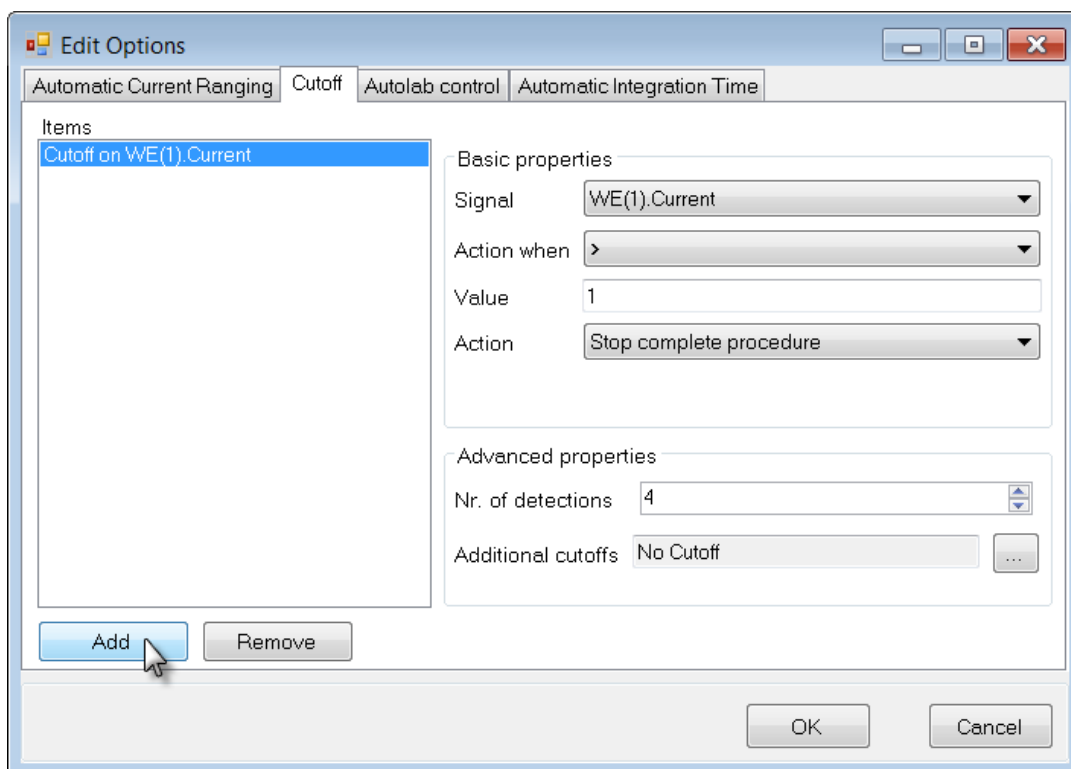 Edit Options
Automatic Current Ranging Cutoff Autolab control Automatic Integration Time
Items
Cutoff on WE(1).Current
Basic properties
Signal WE(1).Current
Action when >
Value 1
Action Stop complete procedure
Advanced properties
Nr. of detections 4
Additional cutoffs No Cutoff ...
Add Remove
OK Cancel